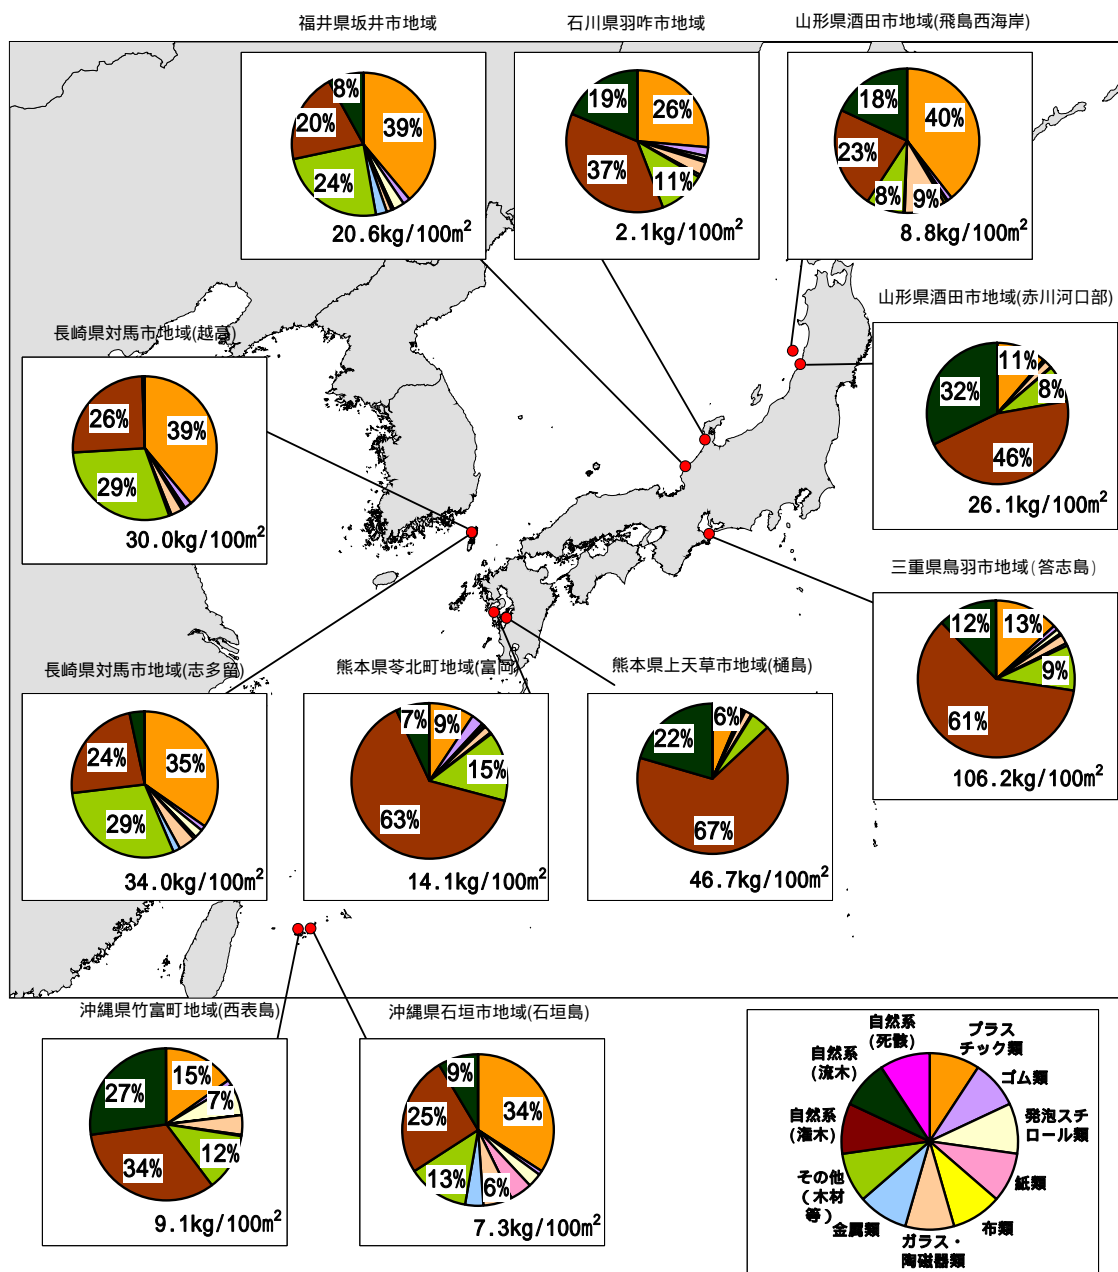 福井県坂井市地域
8%
39%
20%
24%
20.6kg/100m²
石川県羽咋市地域
19%
26%
37%
11%
2.1kg/100m²
山形県酒田市地域(飛島西海岸)
18%
40%
23%
8%
9%
8.8kg/100m²
山形県酒田市地域(赤川河口部)
11%
32%
8%
46%
26.1kg/100m²
長崎県対馬市地域(越高)
26%
39%
29%
30.0kg/100m²
三重県鳥羽市地域(答志島)
12%
13%
9%
61%
106.2kg/100m²
長崎県対馬市地域(志多留)
24%
35%
29%
34.0kg/100m²
熊本県苓北町地域(富岡)
7%
9%
15%
63%
14.1kg/100m²
熊本県上天草市地域(樋島)
6%
22%
67%
46.7kg/100m²
沖縄県竹富町地域(西表島)
15%
27%
7%
12%
34%
9.1kg/100m²
沖縄県石垣市地域(石垣島)
9%
34%
25%
13%
6%
7.3kg/100m²
自然系
(死骸)
プラス
チック類
自然系
(流木)
ゴム類
自然系
(潅木)
発泡スチ
ロール類
その他
(木材
等)
紙類
金属類
布類
ガラス・
陶磁器類